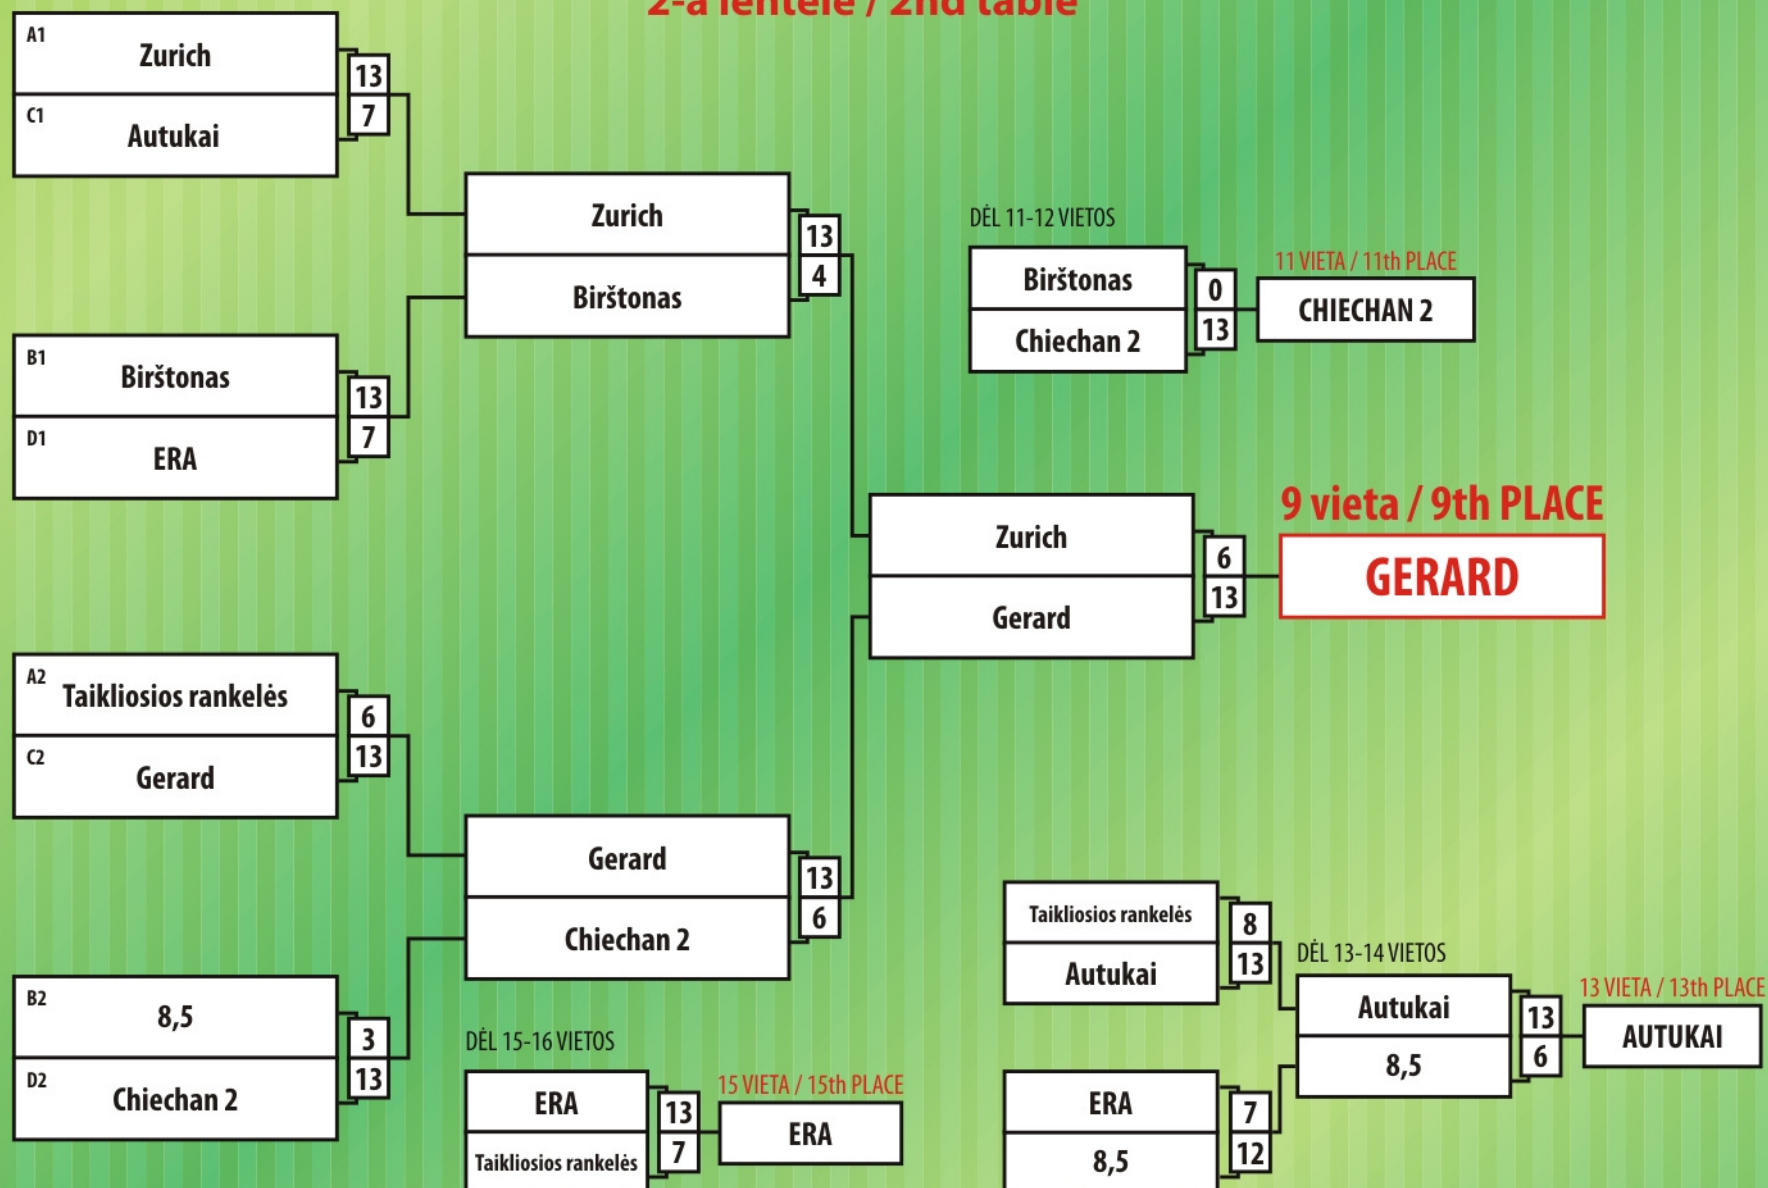 2-a lentelė / 2nd table
A1
Zurich
13
C1
Autukai
7
B1
Birštonas
13
D1
ERA
7
A2
Taikliosios rankelės
6
C2
Gerard
13
B2
8,5
3
D2
Chiechan 2
13
Zurich
13
Birštonas
4
Gerard
13
Chiechan 2
6
Zurich
6
Gerard
13
9 vieta / 9th PLACE
GERARD
DĖL 11-12 VIETOS
Birštonas
0
Chiechan 2
13
11 VIETA / 11th PLACE
CHIECHAN 2
DĖL 15-16 VIETOS
ERA
13
Taikliosios rankelės
7
15 VIETA / 15th PLACE
ERA
Taikliosios rankelės
8
Autukai
13
ERA
7
8,5
12
DĖL 13-14 VIETOS
Autukai
13
8,5
6
13 VIETA / 13th PLACE
AUTUKAI